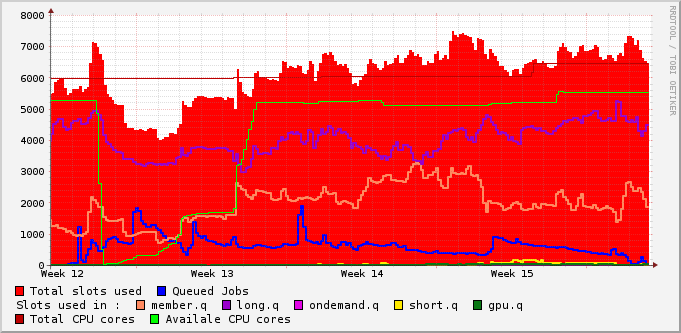 RRDTOOL / TOBI OETIKER
8000
7000
6000
5000
4000
3000
2000
1000
0
Week 12 Week 13 Week 14 Week 15
Total slots used Queued Jobs
Slots used in : member.q long.q ondemand.q short.q gpu.q
Total CPU cores Availale CPU cores